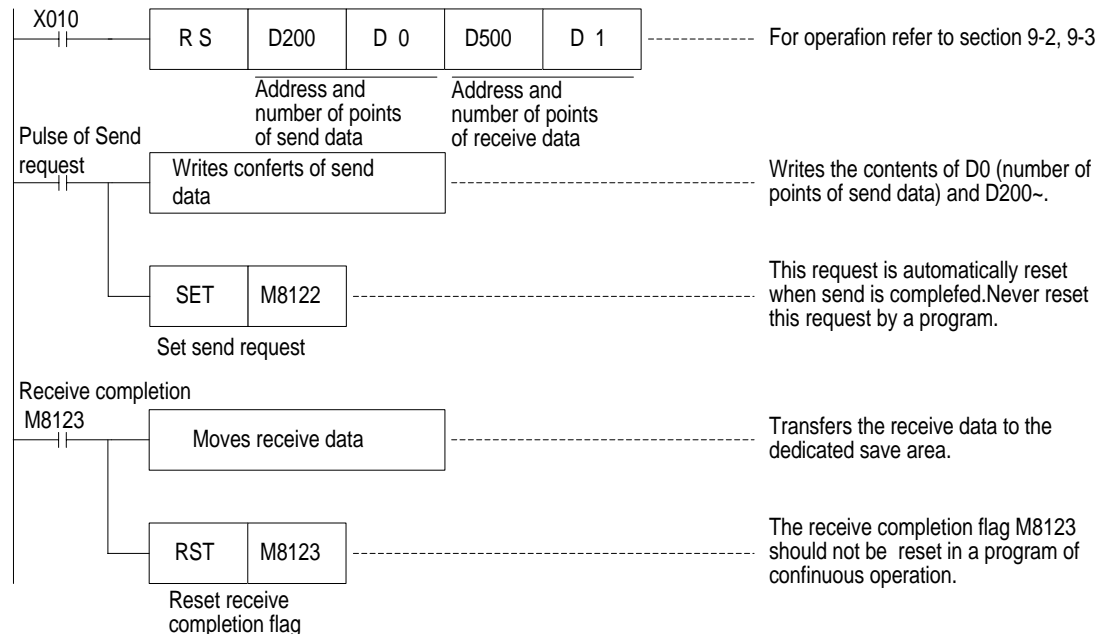 X010
R S D200 D 0 D500 D 1
For operafion refer to section 9-2, 9-3
Address and
number of points
of send data
Address and
number of points
of receive data
Pulse of Send
request
Writes conferts of send
data
Writes the contents of D0 (number of
points of send data) and D200~.
SET M8122
Set send request
This request is automatically reset
when send is complefed.Never reset
this request by a program.
Receive completion
M8123
Moves receive data
Transfers the receive data to the
dedicated save area.
RST M8123
Reset receive
completion flag
The receive completion flag M8123
should not be reset in a program of
continuous operation.